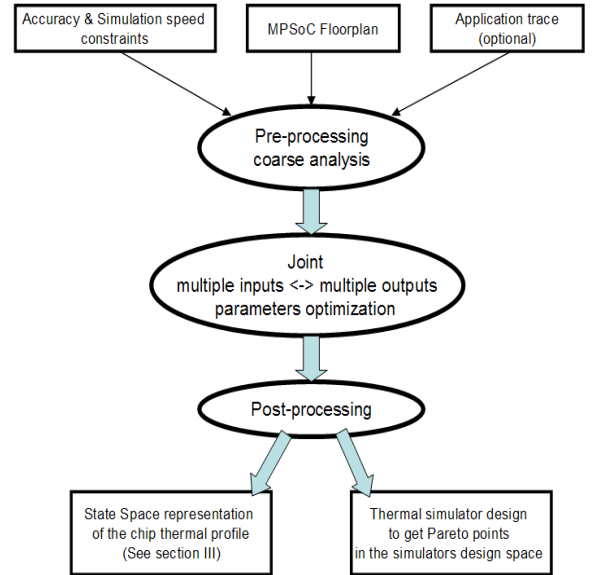 Accuracy & Simulation speed
constraints
MPSoC Floorplan
Application trace
(optional)
Pre-processing
coarse analysis
Joint
multiple inputs <-> multiple outputs
parameters optimization
Post-processing
State Space representation
of the chip thermal profile
(See section III)
Thermal simulator design
to get Pareto points
in the simulators design space